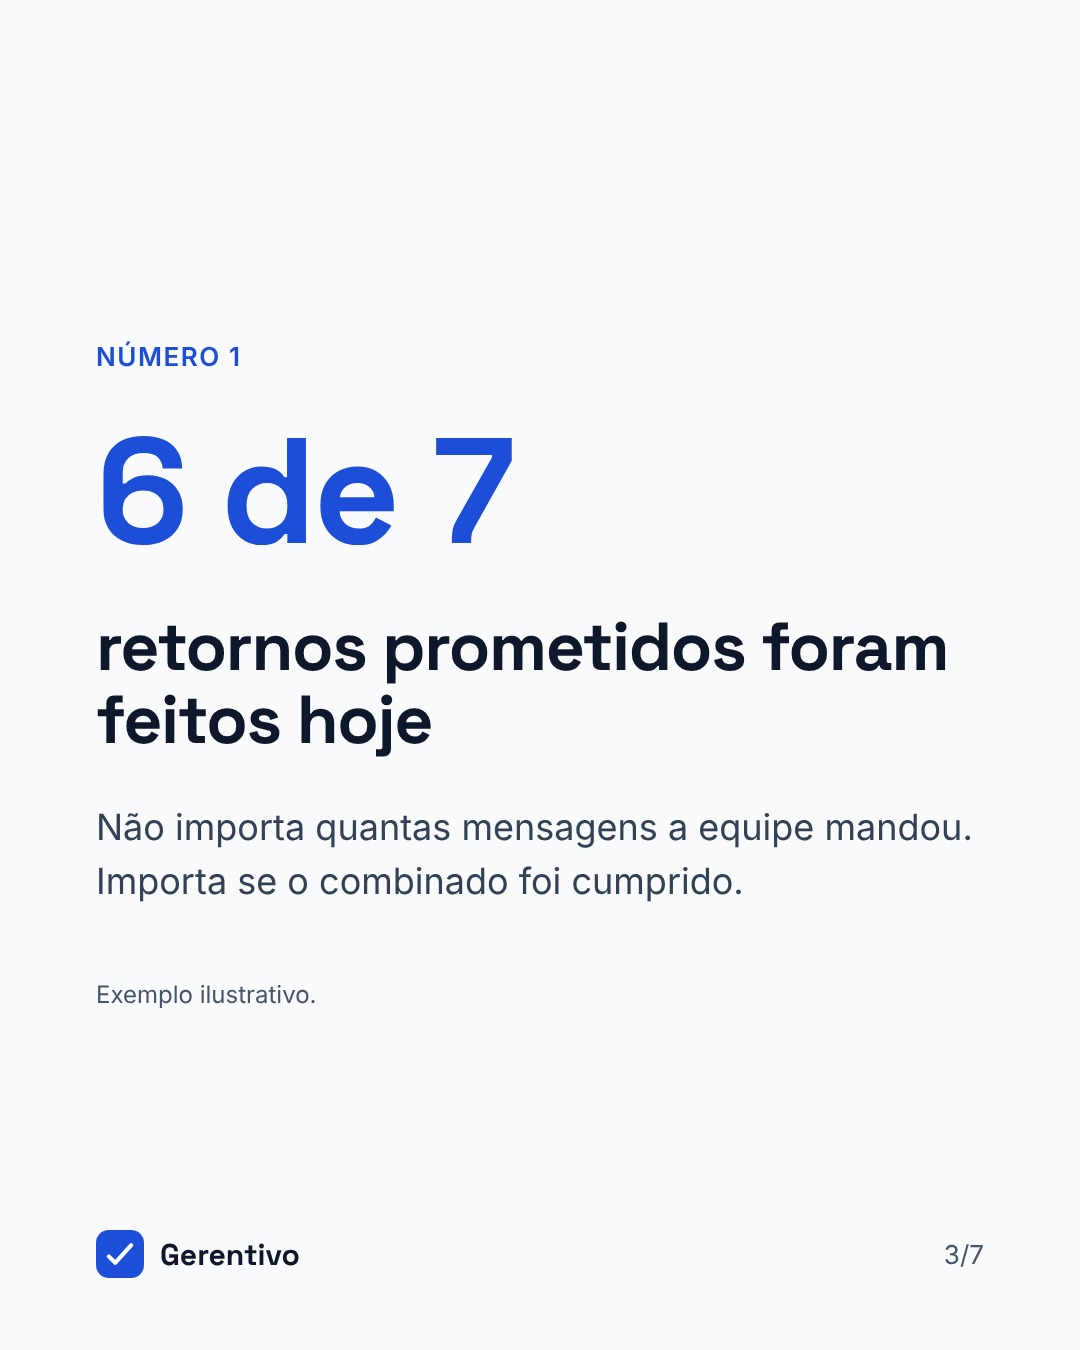 NÚMERO 1
6 de 7
retornos prometidos foram
feitos hoje
Não importa quantas mensagens a equipe mandou.
Importa se o combinado foi cumprido.
Exemplo ilustrativo.
Gerentivo
3/7